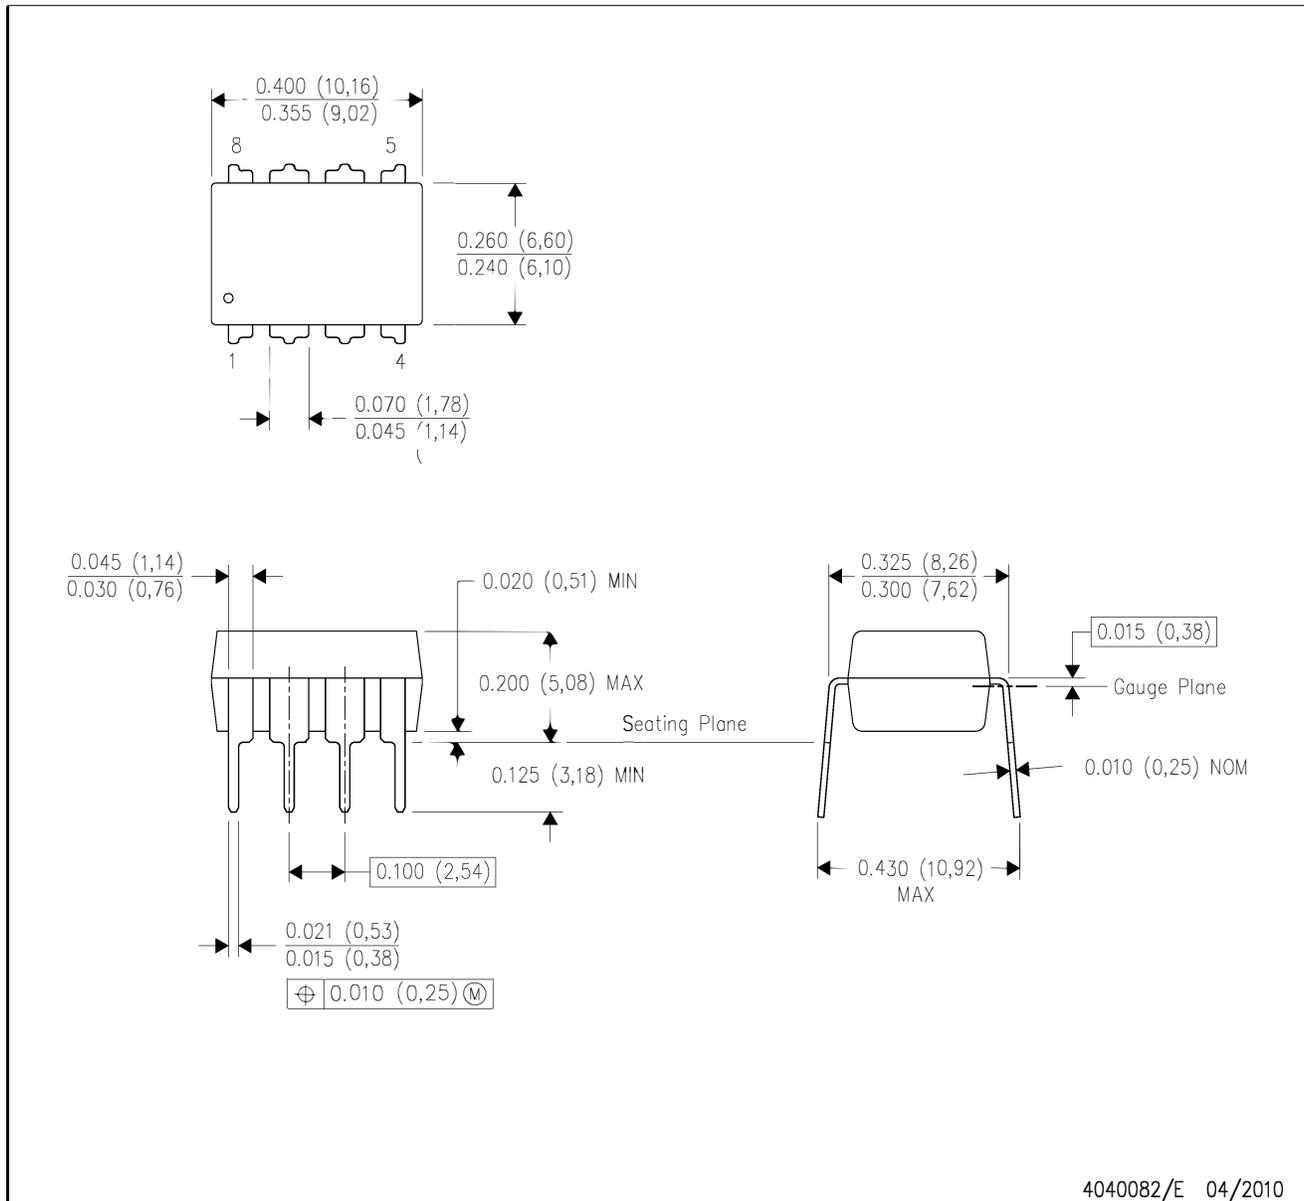 0.400 (10,16)
0.355 (9,02)
8
5
0.260 (6,60)
0.240 (6,10)
1
4
0.070 (1,78)
0.045 (1,14)
0.045 (1,14)
0.030 (0,76)
0.020 (0,51) MIN
0.200 (5,08) MAX
Seating Plane
0.125 (3,18) MIN
0.100 (2,54)
0.021 (0,53)
0.015 (0,38)
⌖ 0.010 (0,25) Ⓜ
0.325 (8,26)
0.300 (7,62)
0.015 (0,38)
Gauge Plane
0.010 (0,25) NOM
0.430 (10,92)
MAX
4040082/E 04/2010